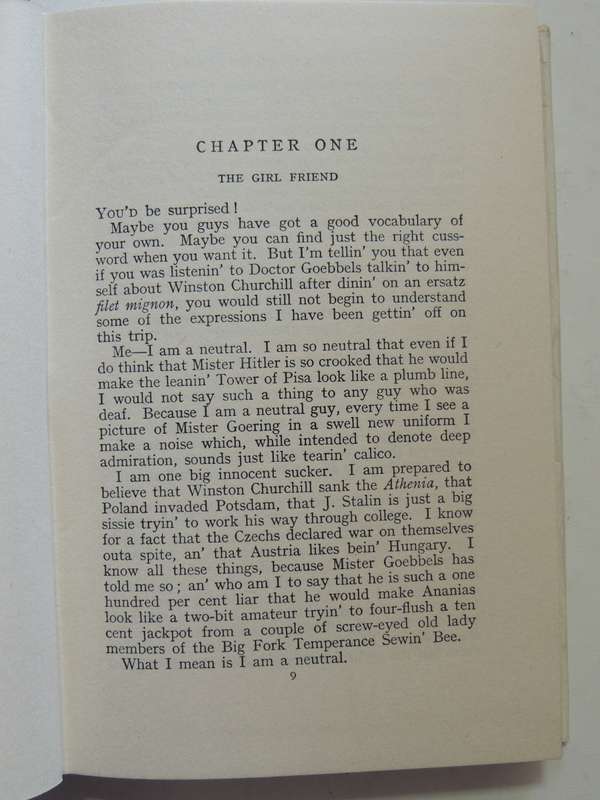 CHAPTER ONE
THE GIRL FRIEND
YOU'D be surprised!
Maybe you guys have got a good vocabulary of
your own. Maybe you can find just the right cuss-
word when you want it. But I'm tellin' you that even
if you was listenin' to Doctor Goebbels talkin' to him-
self about Winston Churchill after dinin' on an ersatz
filet mignon, you would still not begin to understand
some of the expressions I have been gettin' off on
this trip.
Me—I am a neutral. I am so neutral that even if I
do think that Mister Hitler is so crooked that he would
make the leanin' Tower of Pisa look like a plumb line,
I would not say such a thing to any guy who was
deaf. Because I am a neutral guy, every time I see a
picture of Mister Goering in a swell new uniform I
make a noise which, while intended to denote deep
admiration, sounds just like tearin' calico.
I am one big innocent sucker. I am prepared to
believe that Winston Churchill sank the Athenia, that
Poland invaded Potsdam, that J. Stalin is just a big
sissie tryin' to work his way through college. I know
for a fact that the Czechs declared war on themselves
outa spite, an' that Austria likes bein' Hungary. I
know all these things, because Mister Goebbels has
told me so; an' who am I to say that he is such a one
hundred per cent liar that he would make Ananias
look like a two-bit amateur tryin' to four-flush a ten
cent jackpot from a couple of screw-eyed old lady
members of the Big Fork Temperance Sewin' Bee.
What I mean is I am a neutral.
9